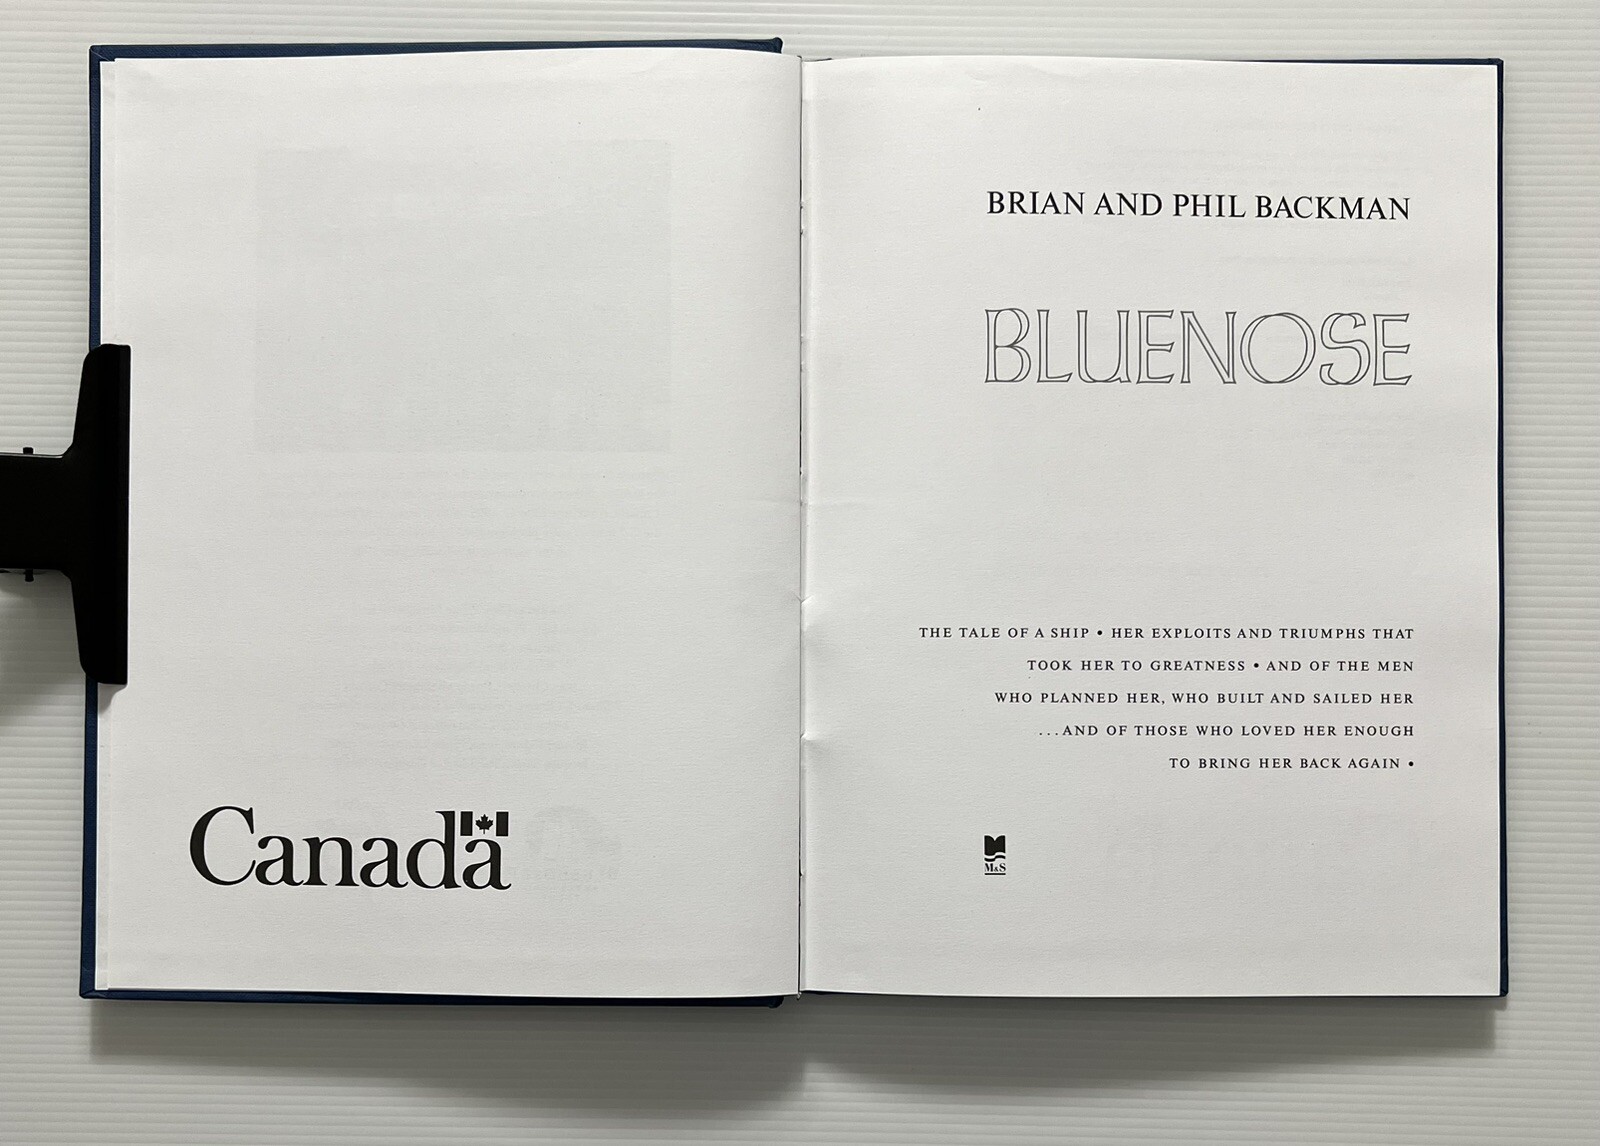 Canada
BRIAN AND PHIL BACKMAN
BLUENOSE
THE TALE OF A SHIP • HER EXPLOITS AND TRIUMPHS THAT
TOOK HER TO GREATNESS • AND OF THE MEN
WHO PLANNED HER, WHO BUILT AND SAILED HER
...AND OF THOSE WHO LOVED HER ENOUGH
TO BRING HER BACK AGAIN •
M&S